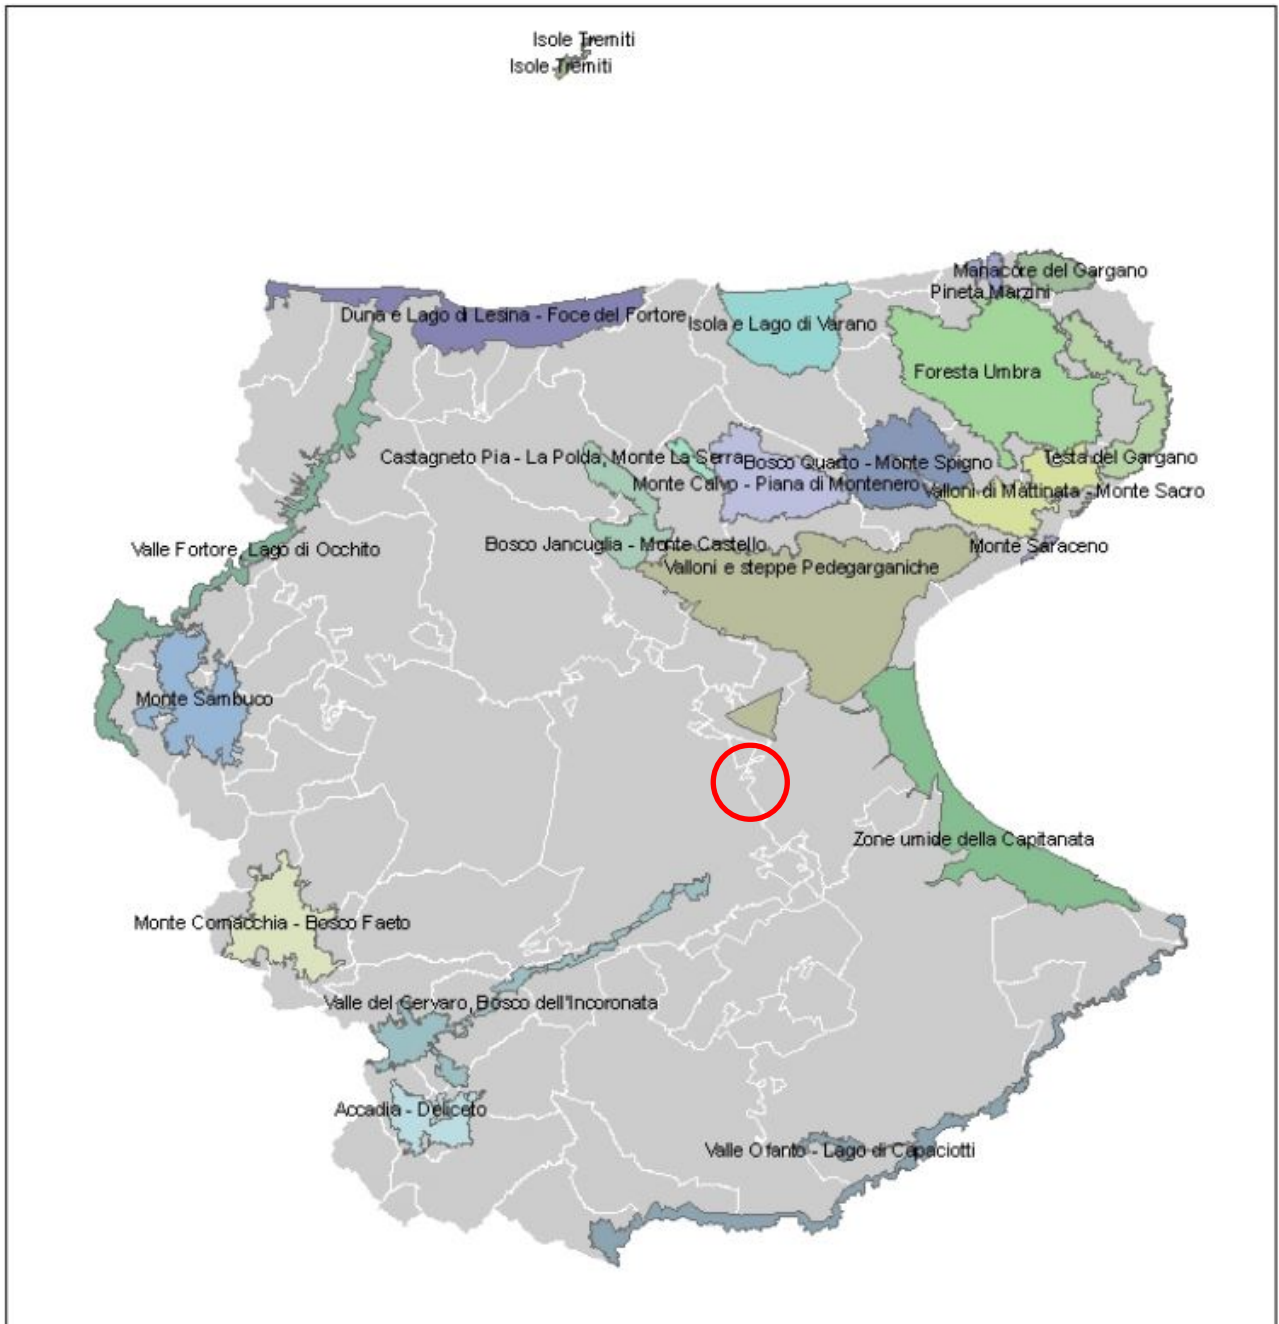 Isole Tremiti
Isole Tremiti
Manacore del Gargano
Pineta Marzini
Duna e Lago di Lesina - Foce del Fortore
Isola e Lago di Varano
Foresta Umbra
Castagneto Pia - La Polda, Monte La Serra
Bosco Quarto - Monte Spigno
Testa del Gargano
Monte Calvo - Piana di Montenero
Valloni di Mattinata - Monte Sacro
Valle Fortore, Lago di Occhito
Bosco Jancuglia - Monte Castello
Monte Saraceno
Valloni e steppe Pedegarganiche
Monte Sambuco
Zone umide della Capitanata
Monte Cornacchia - Bosco Faeto
Valle del Cervaro, Bosco dell'Incoronata
Accadia - Deliceto
Valle Ofanto - Lago di Capaciotti